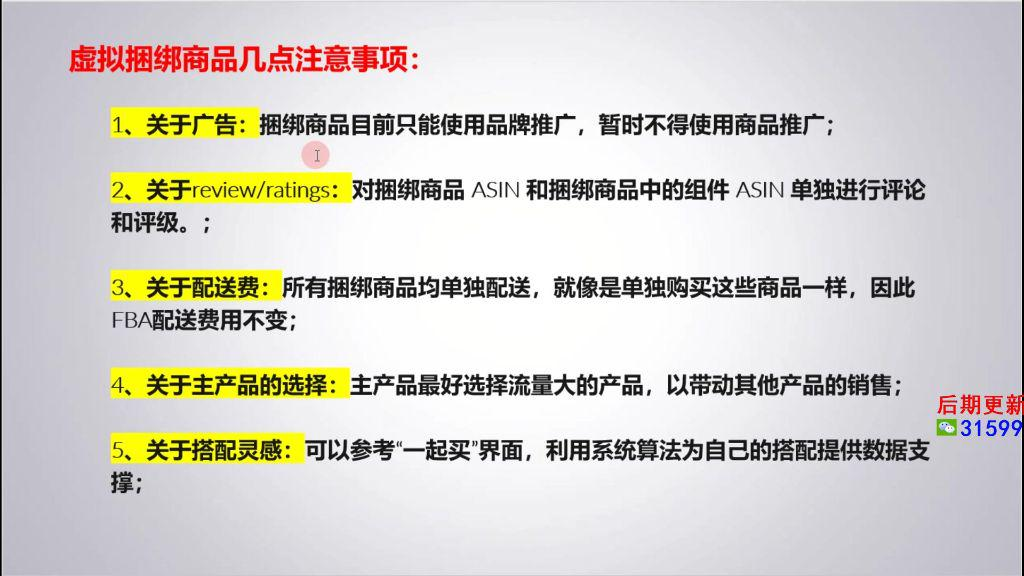 虚拟捆绑商品几点注意事项：
1、关于广告：捆绑商品目前只能使用品牌推广，暂时不得使用商品推广；
2、关于review/ratings：对捆绑商品 ASIN 和捆绑商品中的组件 ASIN 单独进行评论
和评级。；
3、关于配送费：所有捆绑商品均单独配送，就像是单独购买这些商品一样，因此
FBA配送费用不变；
4、关于主产品的选择：主产品最好选择流量大的产品，以带动其他产品的销售；
后期更新
31599
5、关于搭配灵感：可以参考“一起买”界面，利用系统算法为自己的搭配提供数据支
撑；